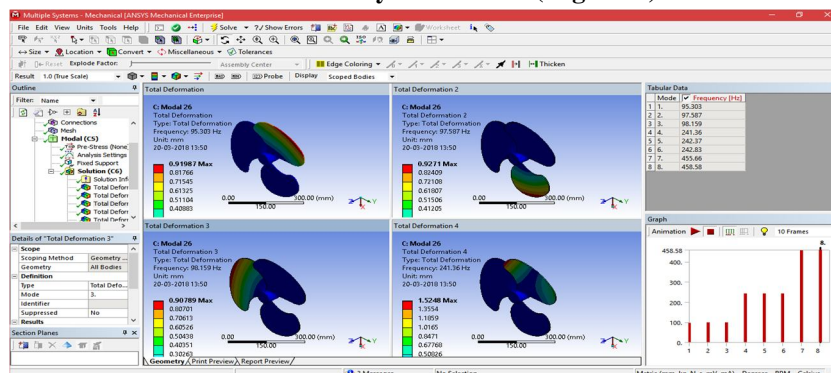 Multiple Systems - Mechanical [ANSYS Mechanical Enterprise]
File Edit View Units Tools Help
Solve ?/ Show Errors Worksheet
Size Location Convert Miscellaneous Tolerances
Reset Explode Factor: Assembly Center Edge Coloring Thicken
Result 1.0 (True Scale) Probe Display Scoped Bodies
Outline
Filter: Name
Connections
Mesh
Modal (C5)
Pre-Stress (None)
Analysis Settings
Fixed Support
Solution (C6)
Solution Info
Total Defor
Total Defor
Total Defor
Total Defor
Details of "Total Deformation 3"
Scope
Scoping Method Geometry ...
Geometry All Bodies
Definition
Type Total Defo...
Mode 3.
Identifier
Suppressed No
Results
Section Planes
Total Deformation
C: Modal 26
Total Deformation
Type: Total Deformation
Frequency: 95.303 Hz
Unit: mm
20-03-2018 13:50
0.91987 Max
0.81766
0.71545
0.61325
0.51104
0.40883
0.00 300.00 (mm)
150.00
Total Deformation 2
C: Modal 26
Total Deformation 2
Type: Total Deformation
Frequency: 97.587 Hz
Unit: mm
20-03-2018 13:50
0.9271 Max
0.82409
0.72108
0.61807
0.51506
0.41205
0.00 300.00 (mm)
150.00
Total Deformation 3
C: Modal 26
Total Deformation 3
Type: Total Deformation
Frequency: 98.159 Hz
Unit: mm
20-03-2018 13:50
0.90789 Max
0.80701
0.70613
0.60526
0.50438
0.40351
0.30263
0.00 300.00 (mm)
150.00
Total Deformation 4
C: Modal 26
Total Deformation 4
Type: Total Deformation
Frequency: 241.36 Hz
Unit: mm
20-03-2018 13:50
1.5248 Max
1.3554
1.1859
1.0165
0.8471
0.67768
0.50826
0.00 300.00 (mm)
150.00
Geometry Print Preview Report Preview
Tabular Data
Mode Frequency [Hz]
1 1. 95.303
2 2. 97.587
3 3. 98.159
4 4. 241.36
5 5. 242.37
6 6. 242.83
7 7. 455.66
8 8. 458.58
Graph
Animation 10 Frames
8.
458.58
400.
300.
200.
100.
0.
1 2 3 4 5 6 7 8
No Selection